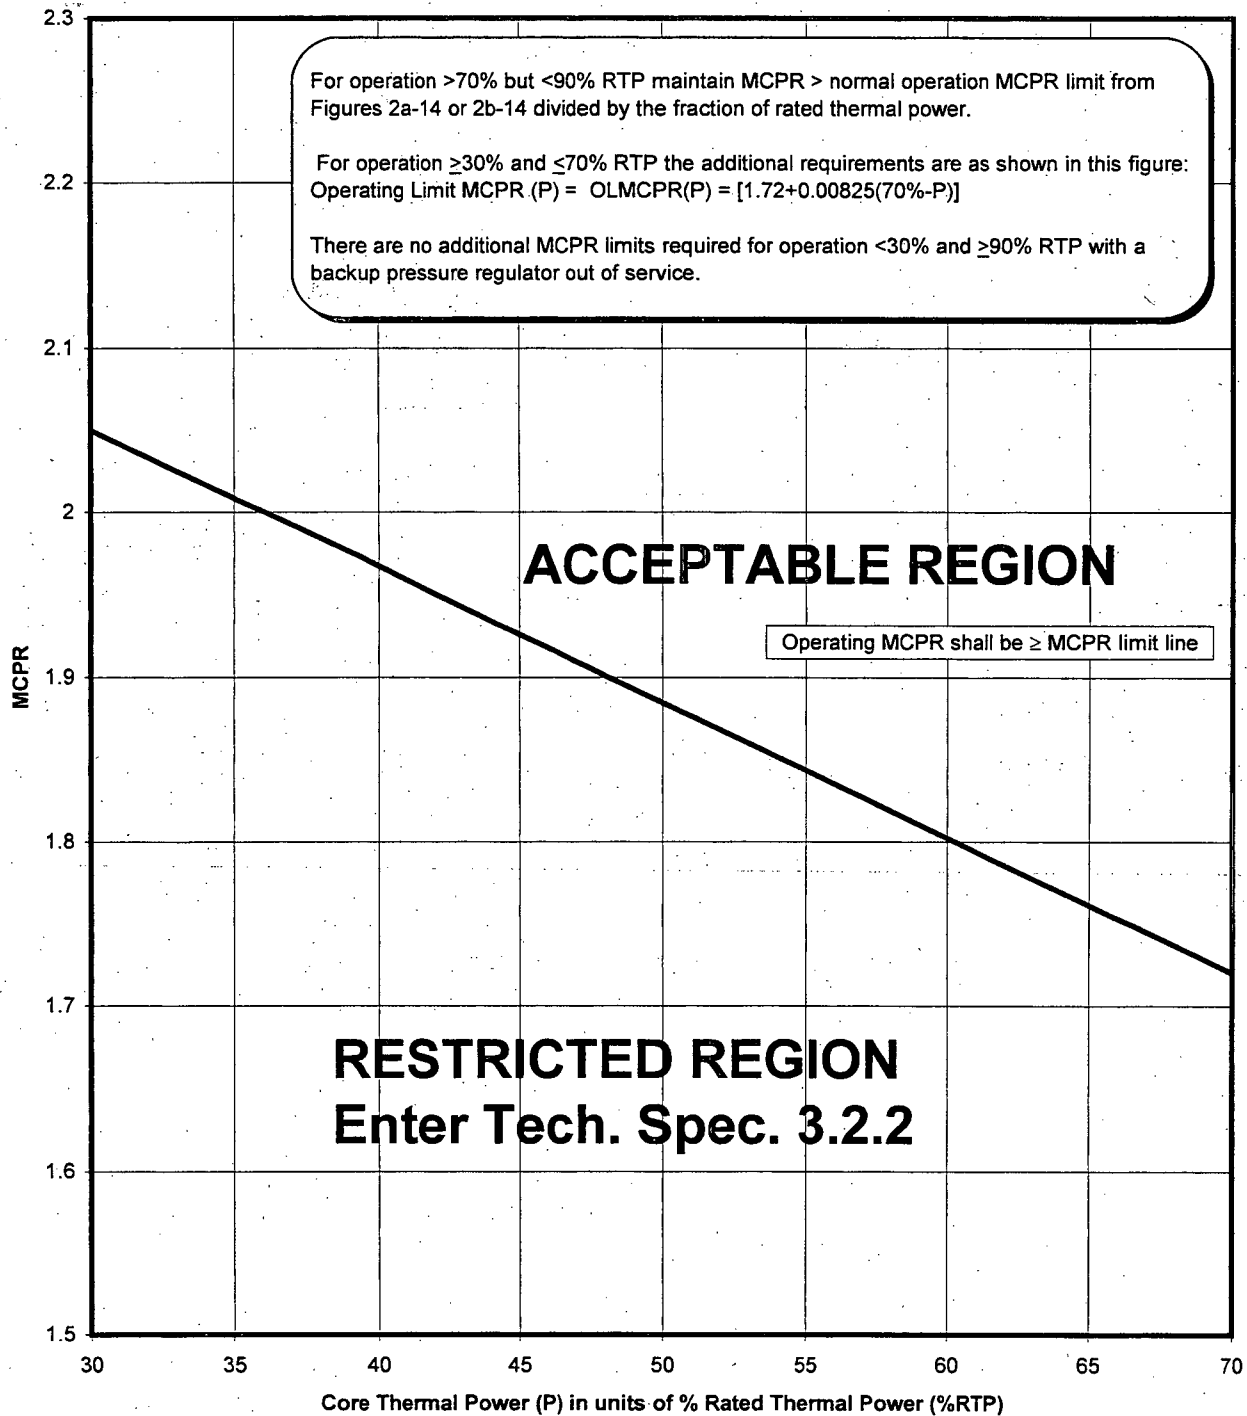 2.3
For operation >70% but <90% RTP maintain MCPR > normal operation MCPR limit from
Figures 2a-14 or 2b-14 divided by the fraction of rated thermal power.
For operation ≥30% and ≤70% RTP the additional requirements are as shown in this figure:
Operating Limit MCPR (P) = OLMCPR(P) = [1.72+0.00825(70%-P)]
There are no additional MCPR limits required for operation <30% and ≥90% RTP with a
backup pressure regulator out of service.
2.2
2.1
2
ACCEPTABLE REGION
Operating MCPR shall be ≥ MCPR limit line
MCPR
1.9
1.8
1.7
RESTRICTED REGION
Enter Tech. Spec. 3.2.2
1.6
1.5
30 35 40 45 50 55 60 65 70
Core Thermal Power (P) in units of % Rated Thermal Power (%RTP)